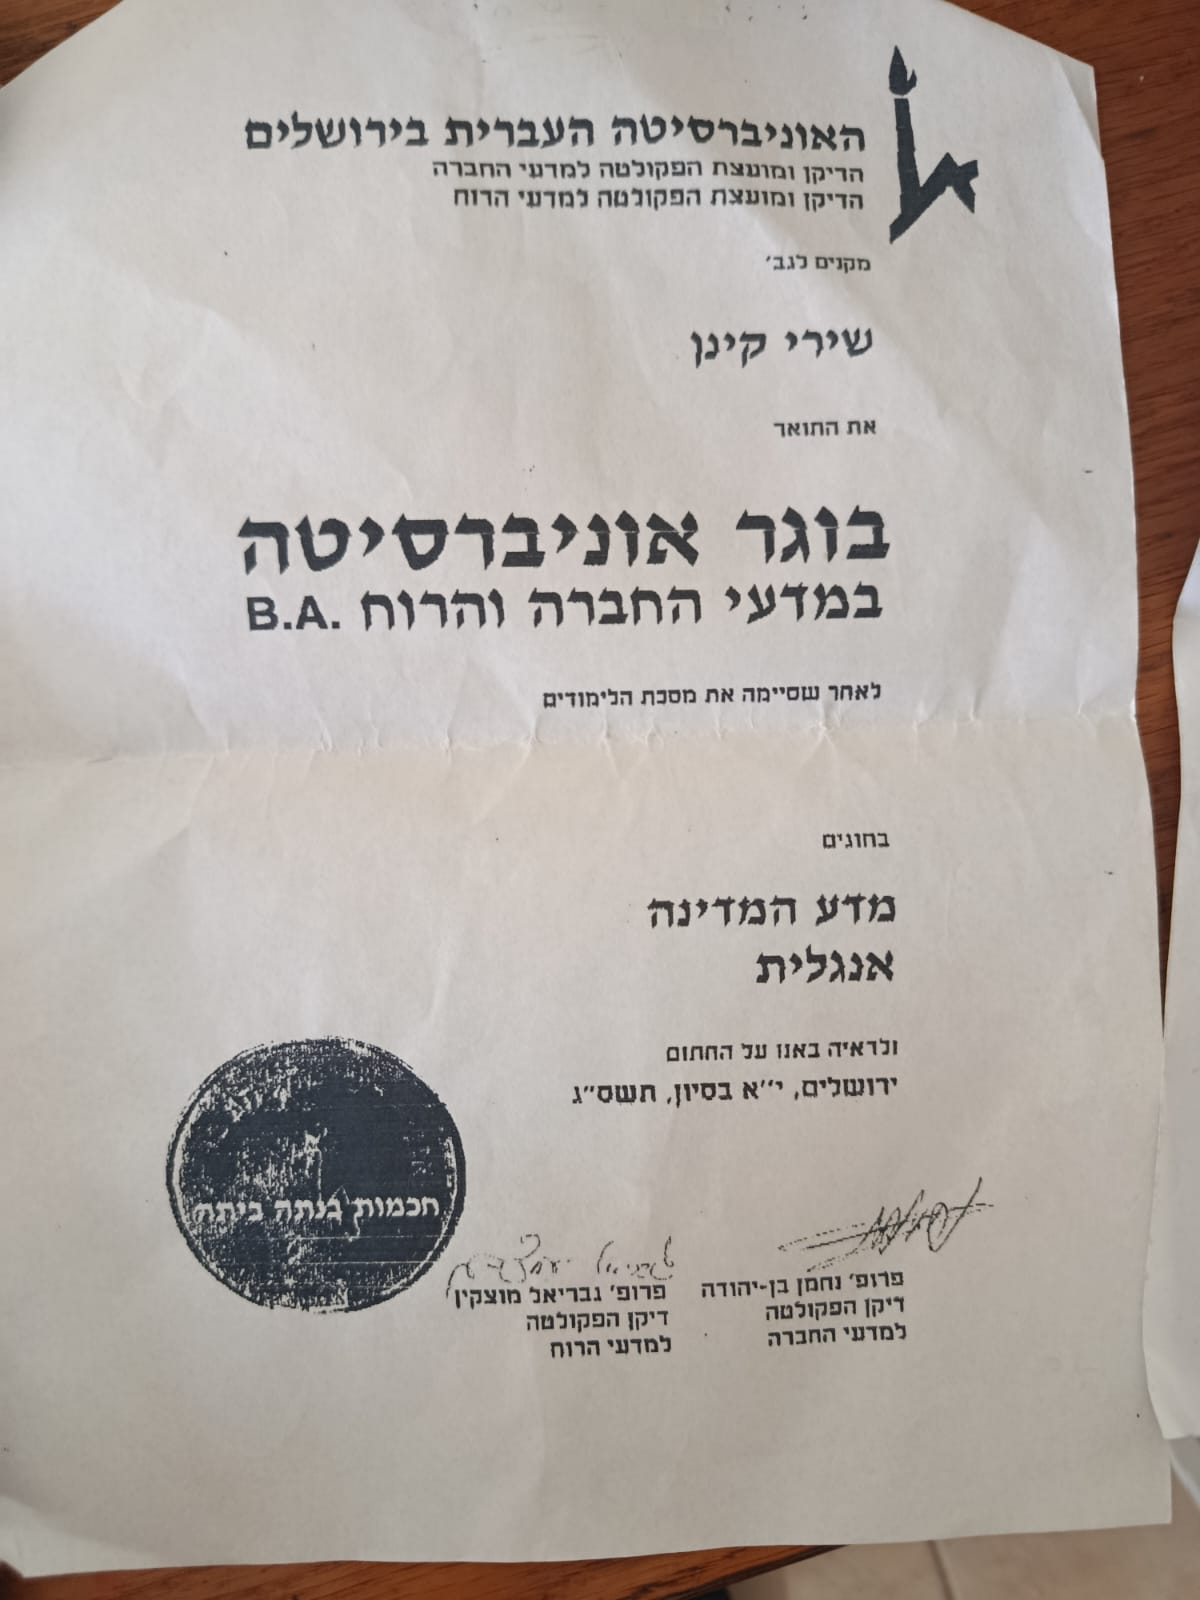 האוניברסיטה העברית בירושלים
הדיקן ומועצת הפקולטה למדעי החברה
הדיקן ומועצת הפקולטה למדעי הרוח
מקנים לגב׳
שירי קינן
את התואר
בוגר אוניברסיטה
במדעי החברה והרוח .B.A
לאחר שסיימה את מסכת הלימודים
בחוגים
מדע המדינה
אנגלית
ולראיה באנו על החתום
ירושלים, י״א בסיון, תשס״ג
חכמות בנתה ביתה
פרופ׳ נחמן בן-יהודה
דיקן הפקולטה
למדעי החברה
פרופ׳ גבריאל מוצקין
דיקן הפקולטה
למדעי הרוח